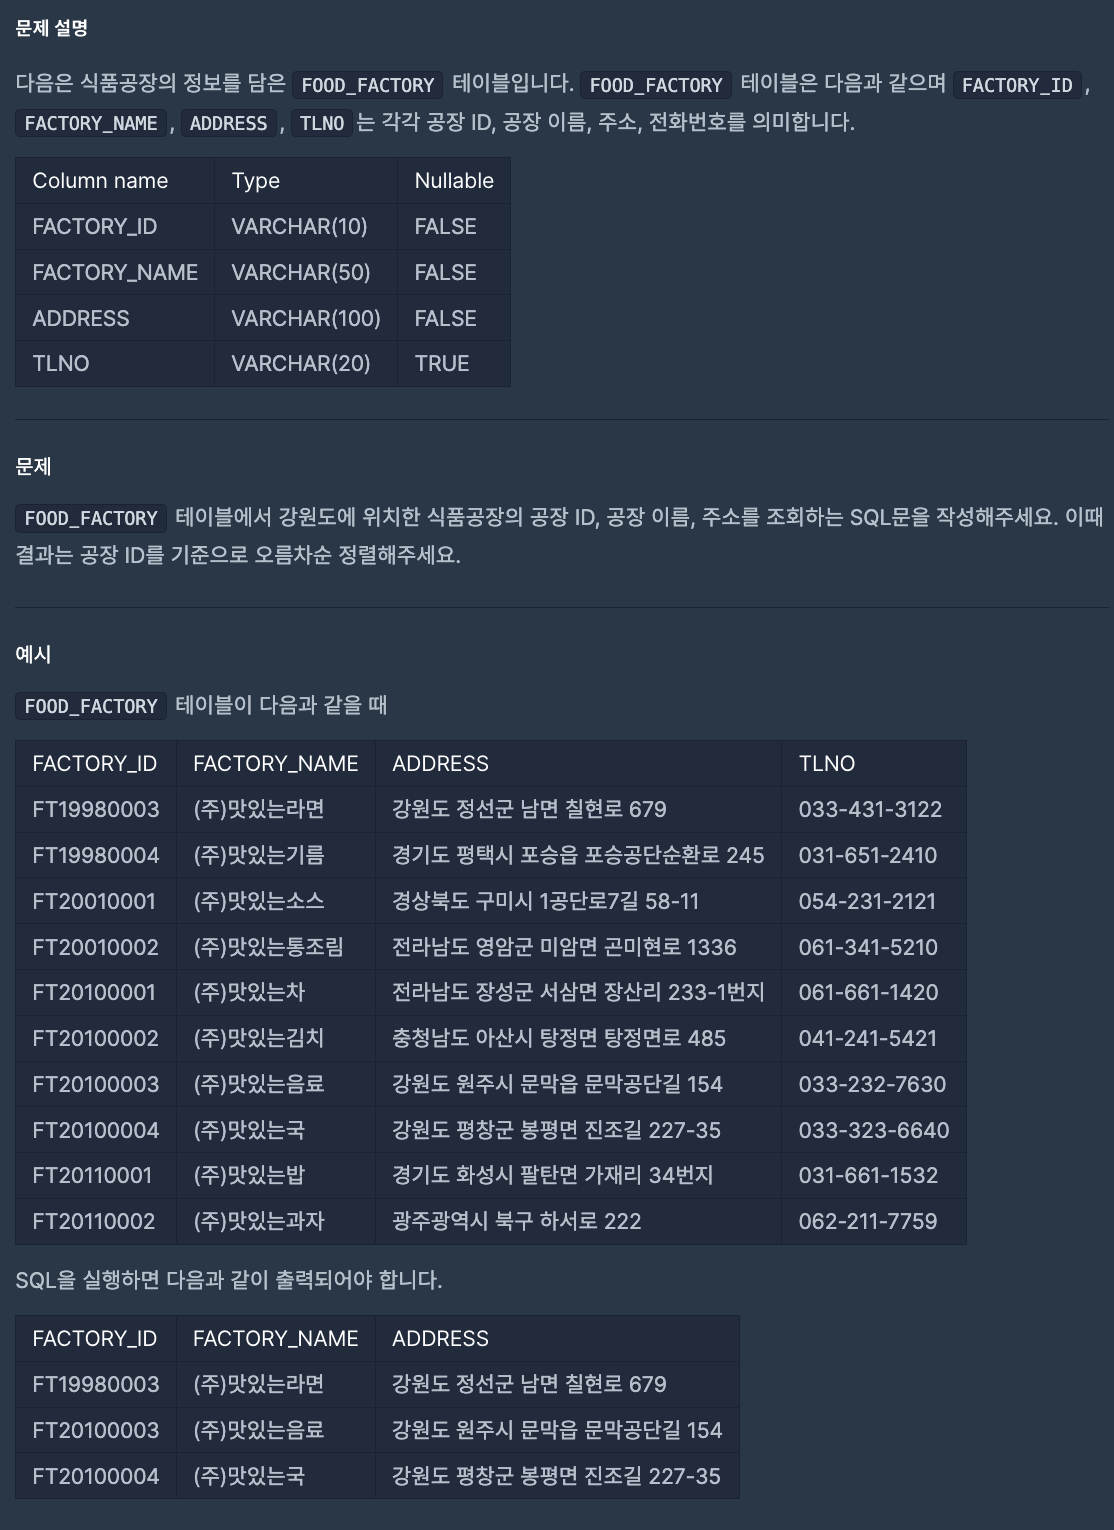 문제 설명
다음은 식품공장의 정보를 담은 FOOD_FACTORY 테이블입니다. FOOD_FACTORY 테이블은 다음과 같으며 FACTORY_ID,
FACTORY_NAME, ADDRESS, TLNO는 각각 공장 ID, 공장 이름, 주소, 전화번호를 의미합니다.
Column name Type Nullable
FACTORY_ID VARCHAR(10) FALSE
FACTORY_NAME VARCHAR(50) FALSE
ADDRESS VARCHAR(100) FALSE
TLNO VARCHAR(20) TRUE
문제
FOOD_FACTORY 테이블에서 강원도에 위치한 식품공장의 공장 ID, 공장 이름, 주소를 조회하는 SQL문을 작성해주세요. 이때
결과는 공장 ID를 기준으로 오름차순 정렬해주세요.
예시
FOOD_FACTORY 테이블이 다음과 같을 때
FACTORY_ID FACTORY_NAME ADDRESS TLNO
FT19980003 (주)맛있는라면 강원도 정선군 남면 칠현로 679 033-431-3122
FT19980004 (주)맛있는기름 경기도 평택시 포승읍 포승공단순환로 245 031-651-2410
FT20010001 (주)맛있는소스 경상북도 구미시 1공단로7길 58-11 054-231-2121
FT20010002 (주)맛있는통조림 전라남도 영암군 미암면 곤미현로 1336 061-341-5210
FT20100001 (주)맛있는차 전라남도 장성군 서삼면 장산리 233-1번지 061-661-1420
FT20100002 (주)맛있는김치 충청남도 아산시 탕정면 탕정면로 485 041-241-5421
FT20100003 (주)맛있는음료 강원도 원주시 문막읍 문막공단길 154 033-232-7630
FT20100004 (주)맛있는국 강원도 평창군 봉평면 진조길 227-35 033-323-6640
FT20110001 (주)맛있는밥 경기도 화성시 팔탄면 가재리 34번지 031-661-1532
FT20110002 (주)맛있는과자 광주광역시 북구 하서로 222 062-211-7759
SQL을 실행하면 다음과 같이 출력되어야 합니다.
FACTORY_ID FACTORY_NAME ADDRESS
FT19980003 (주)맛있는라면 강원도 정선군 남면 칠현로 679
FT20100003 (주)맛있는음료 강원도 원주시 문막읍 문막공단길 154
FT20100004 (주)맛있는국 강원도 평창군 봉평면 진조길 227-35